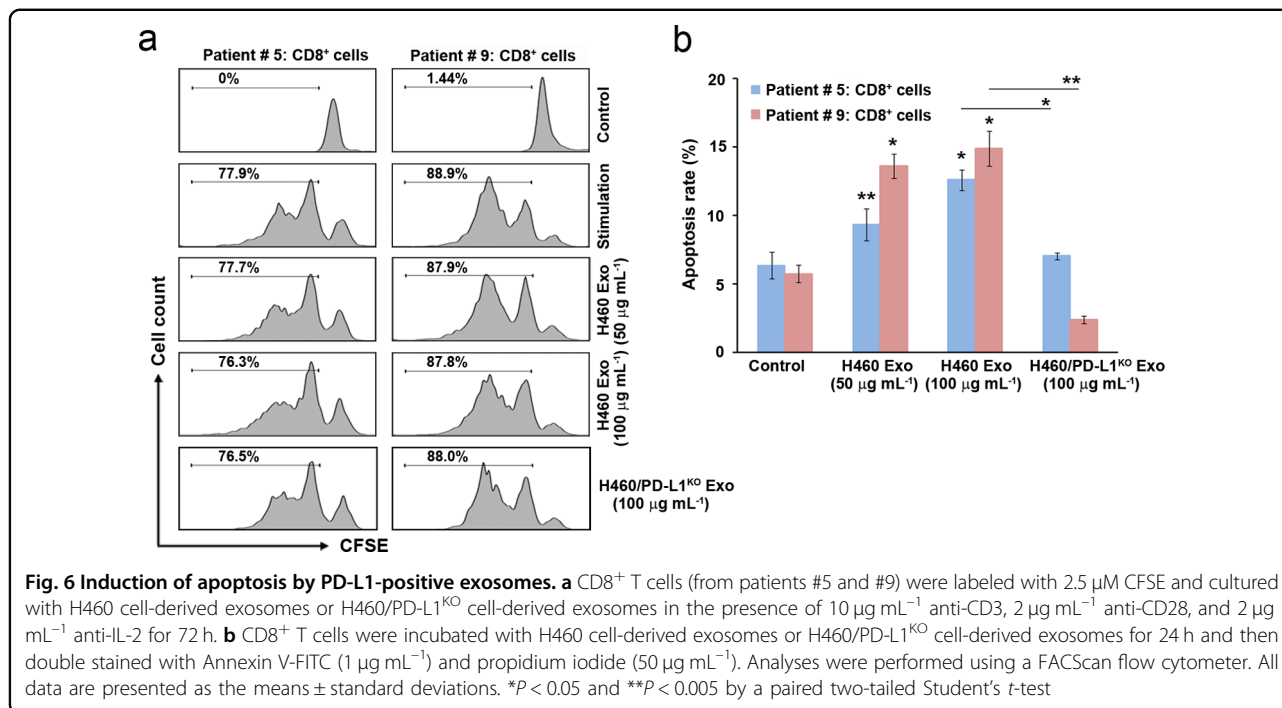 a
Patient # 5: CD8⁺ cells
Patient # 9: CD8⁺ cells
0%
1.44%
Control
77.9%
88.9%
Stimulation
77.7%
87.9%
H460 Exo
(50 µg mL⁻¹)
76.3%
87.8%
H460 Exo
(100 µg mL⁻¹)
76.5%
88.0%
H460/PD-L1ᴷᴼ Exo
(100 µg mL⁻¹)
Cell count
CFSE
b
Patient # 5: CD8⁺ cells
Patient # 9: CD8⁺ cells
Apoptosis rate (%)
20
15
10
5
0
**
*
*
*
**
*
Control
H460 Exo
(50 µg mL⁻¹)
H460 Exo
(100 µg mL⁻¹)
H460/PD-L1ᴷᴼ Exo
(100 µg mL⁻¹)
Fig. 6 Induction of apoptosis by PD-L1-positive exosomes. a CD8⁺ T cells (from patients #5 and #9) were labeled with 2.5 µM CFSE and cultured
with H460 cell-derived exosomes or H460/PD-L1ᴷᴼ cell-derived exosomes in the presence of 10 µg mL⁻¹ anti-CD3, 2 µg mL⁻¹ anti-CD28, and 2 µg
mL⁻¹ anti-IL-2 for 72 h. b CD8⁺ T cells were incubated with H460 cell-derived exosomes or H460/PD-L1ᴷᴼ cell-derived exosomes for 24 h and then
double stained with Annexin V-FITC (1 µg mL⁻¹) and propidium iodide (50 µg mL⁻¹). Analyses were performed using a FACScan flow cytometer. All
data are presented as the means ± standard deviations. *P < 0.05 and **P < 0.005 by a paired two-tailed Student's t-test